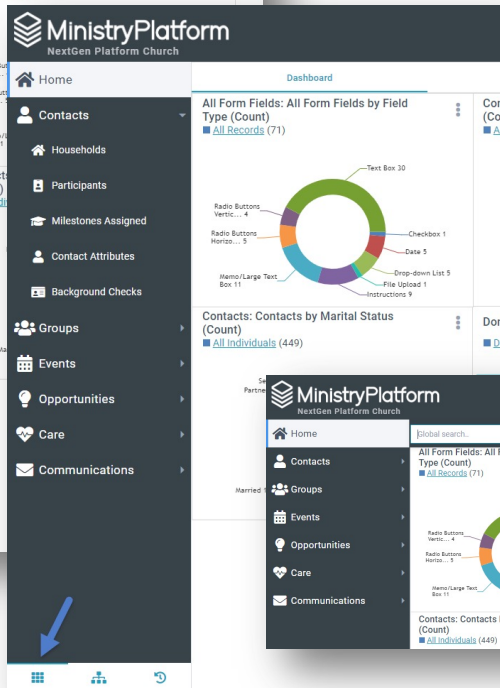 MinistryPlatform
NextGen Platform Church
Home
Contacts
Households
Participants
Milestones Assigned
Contact Attributes
Background Checks
Groups
Events
Opportunities
Care
Communications
Dashboard
All Form Fields: All Form Fields by Field
Type (Count)
All Records (71)
Text Box 30
Radio Buttons
Vertic... 4
Radio Buttons
Horizo... 5
Checkbox 1
Date 5
Drop-down List 5
File Upload 1
Instructions 9
Memo/Large Text
Box 11
Contacts: Contacts by Marital Status
(Count)
All Individuals (449)
Married
MinistryPlatform
NextGen Platform Church
Home
Contacts
Groups
Events
Opportunities
Care
Communications
Global search..
Type (Count)
All Records (71)
Radio Buttons
Vertic... 4
Radio Buttons
Horizo... 5
Memo/Large Text
Box 11
Contacts: Contacts
(Count)
All Individuals (449)